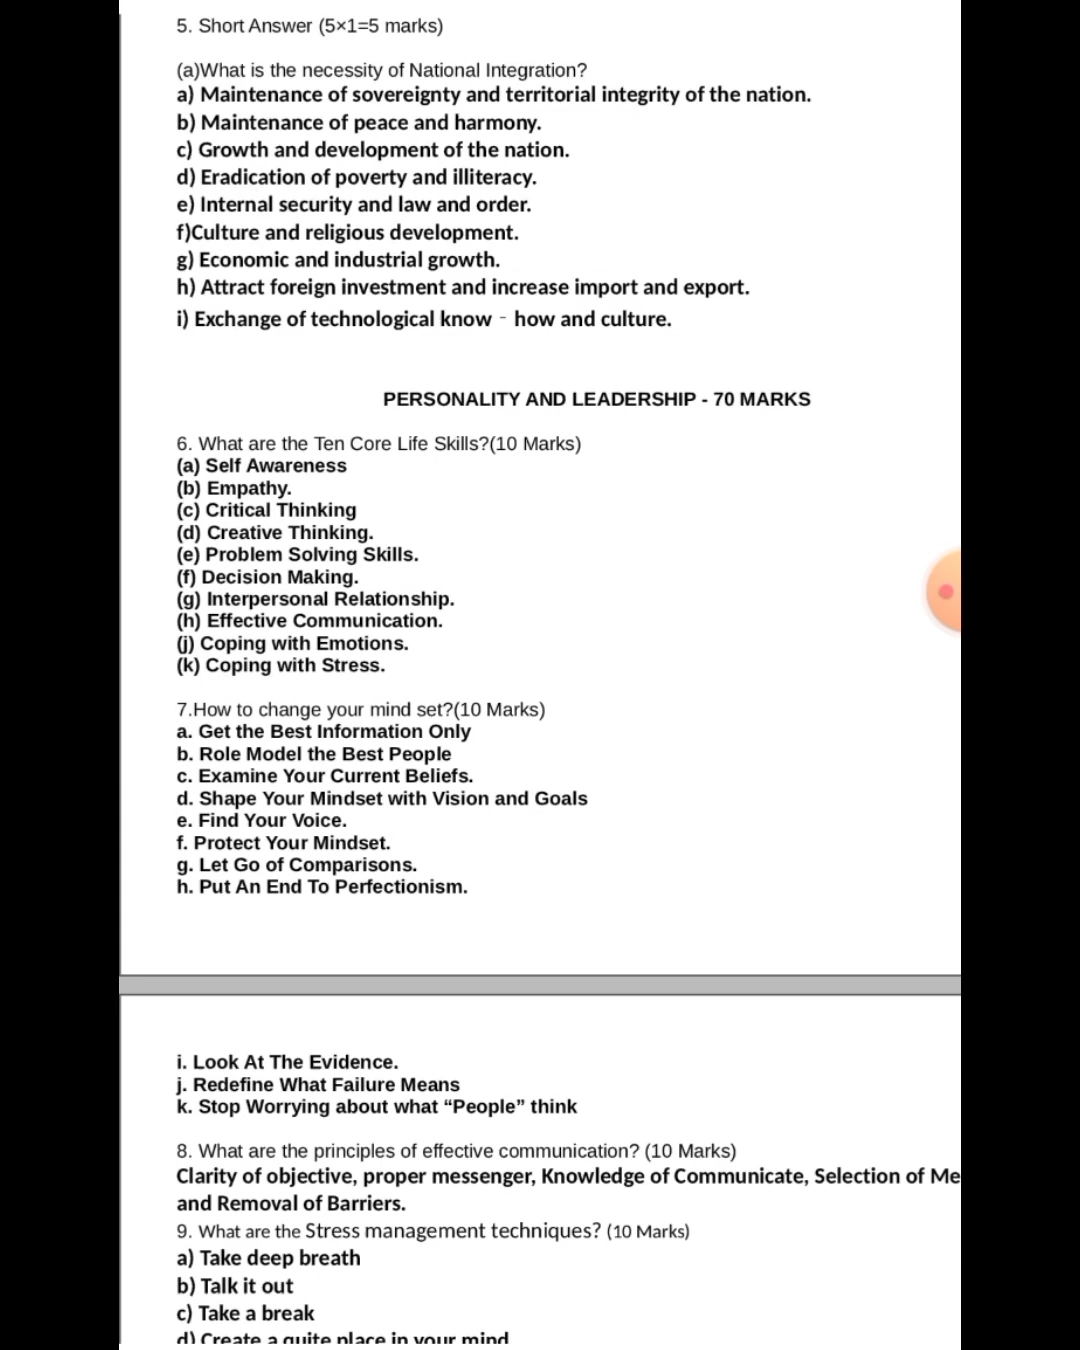 5. Short Answer (5×1=5 marks)
(a)What is the necessity of National Integration?
a) Maintenance of sovereignty and territorial integrity of the nation.
b) Maintenance of peace and harmony.
c) Growth and development of the nation.
d) Eradication of poverty and illiteracy.
e) Internal security and law and order.
f)Culture and religious development.
g) Economic and industrial growth.
h) Attract foreign investment and increase import and export.
i) Exchange of technological know - how and culture.
PERSONALITY AND LEADERSHIP - 70 MARKS
6. What are the Ten Core Life Skills?(10 Marks)
(a) Self Awareness
(b) Empathy.
(c) Critical Thinking
(d) Creative Thinking.
(e) Problem Solving Skills.
(f) Decision Making.
(g) Interpersonal Relationship.
(h) Effective Communication.
(j) Coping with Emotions.
(k) Coping with Stress.
7.How to change your mind set?(10 Marks)
a. Get the Best Information Only
b. Role Model the Best People
c. Examine Your Current Beliefs.
d. Shape Your Mindset with Vision and Goals
e. Find Your Voice.
f. Protect Your Mindset.
g. Let Go of Comparisons.
h. Put An End To Perfectionism.
i. Look At The Evidence.
j. Redefine What Failure Means
k. Stop Worrying about what “People” think
8. What are the principles of effective communication? (10 Marks)
Clarity of objective, proper messenger, Knowledge of Communicate, Selection of Me
and Removal of Barriers.
9. What are the Stress management techniques? (10 Marks)
a) Take deep breath
b) Talk it out
c) Take a break
d) Create a quite place in your mind